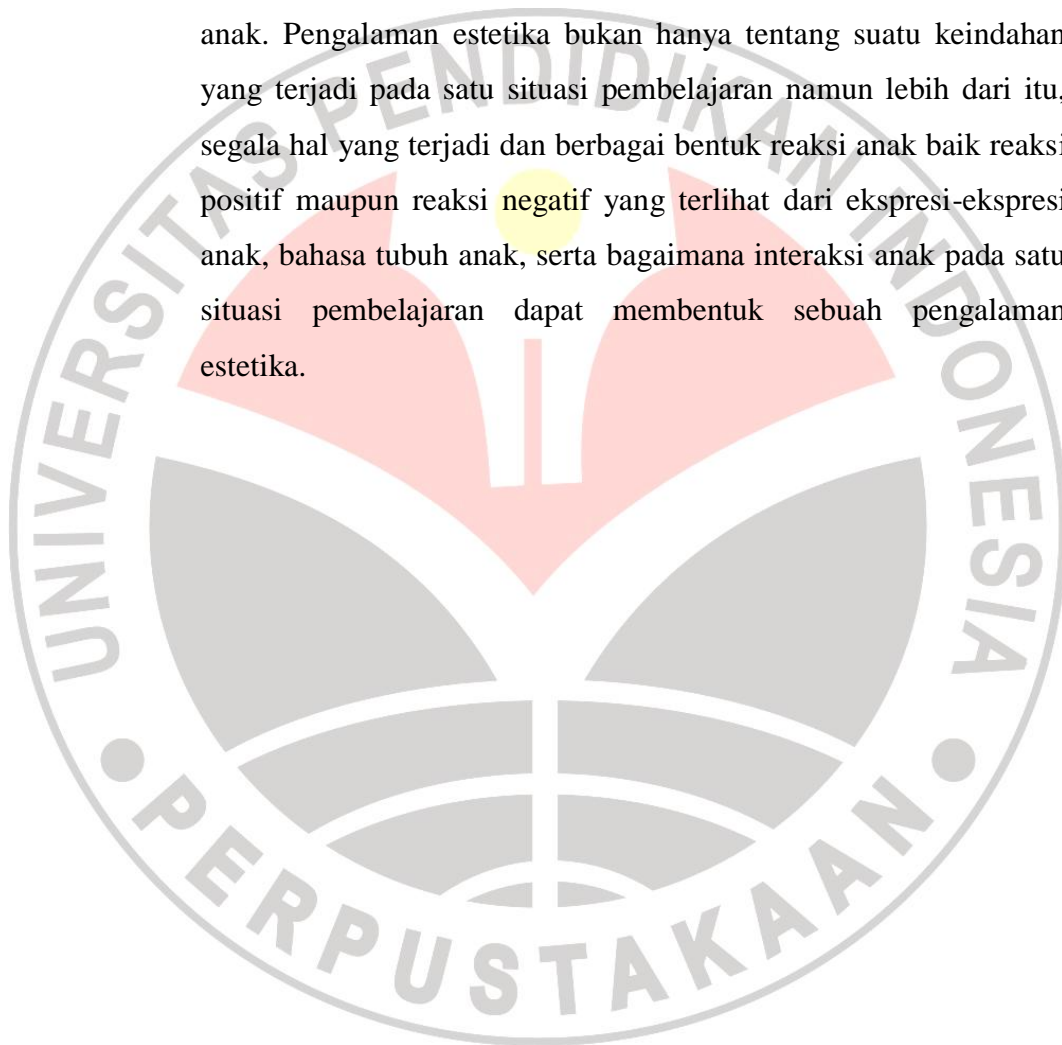 anak. Pengalaman estetika bukan hanya tentang suatu keindahan
yang terjadi pada satu situasi pembelajaran namun lebih dari itu,
segala hal yang terjadi dan berbagai bentuk reaksi anak baik reaksi
positif maupun reaksi negatif yang terlihat dari ekspresi-ekspresi
anak, bahasa tubuh anak, serta bagaimana interaksi anak pada satu
situasi pembelajaran dapat membentuk sebuah pengalaman
estetika.
UNIVERSITAS PENDIDIKAN INDONESIA
PERPUSTAKAAN